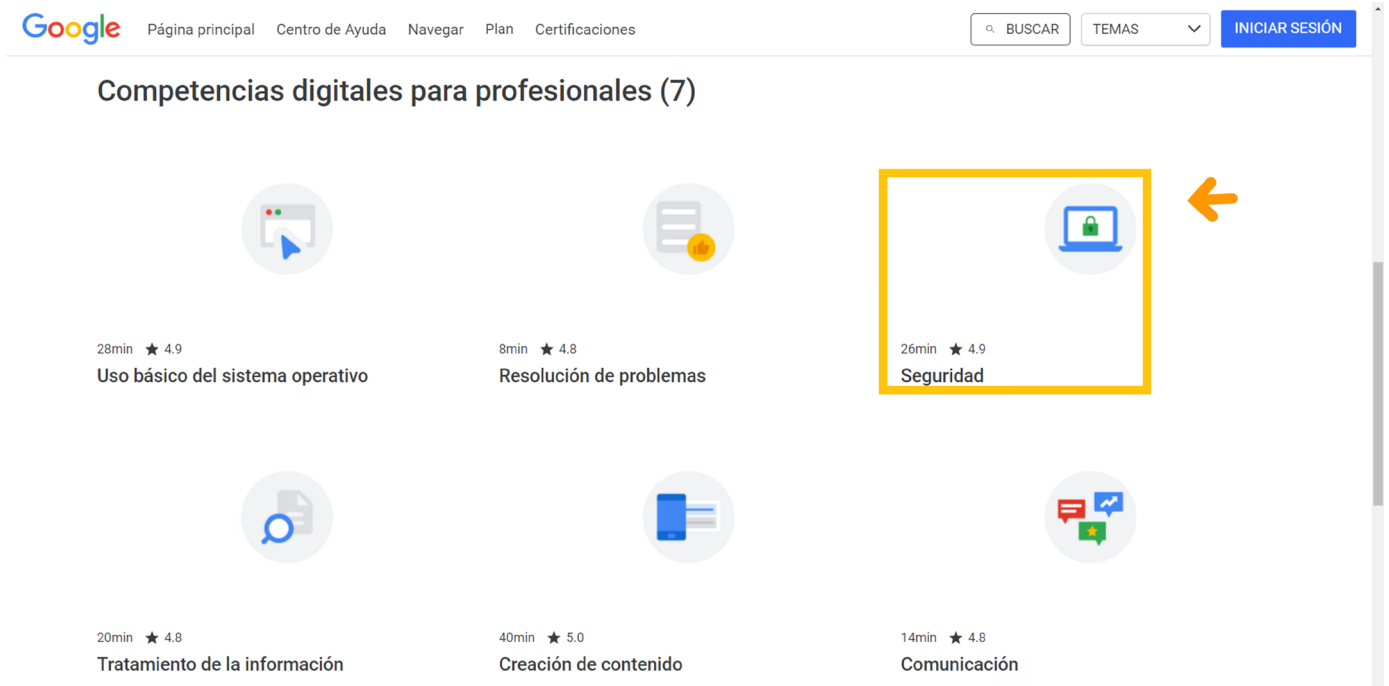 Google Página principal Centro de Ayuda Navegar Plan Certificaciones BUSCAR TEMAS INICIAR SESIÓN
Competencias digitales para profesionales (7)
28min ★ 4.9
Uso básico del sistema operativo
8min ★ 4.8
Resolución de problemas
26min ★ 4.9
Seguridad
20min ★ 4.8
Tratamiento de la información
40min ★ 5.0
Creación de contenido
14min ★ 4.8
Comunicación